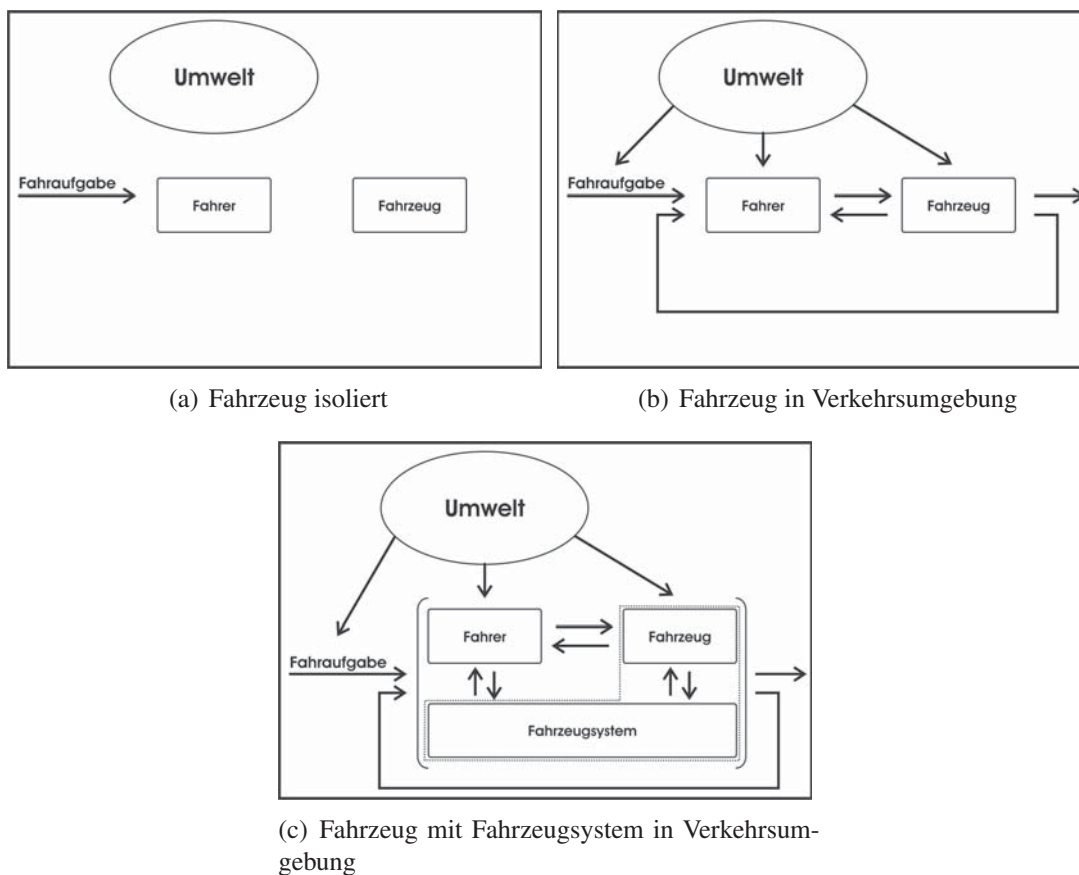 Umwelt
Fahraufgabe
Fahrer
Fahrzeug
(a) Fahrzeug isoliert
Umwelt
Fahraufgabe
Fahrer
Fahrzeug
(b) Fahrzeug in Verkehrsumgebung
Umwelt
Fahrer
Fahrzeug
Fahraufgabe
Fahrzeugsystem
(c) Fahrzeug mit Fahrzeugsystem in Verkehrsum-
gebung